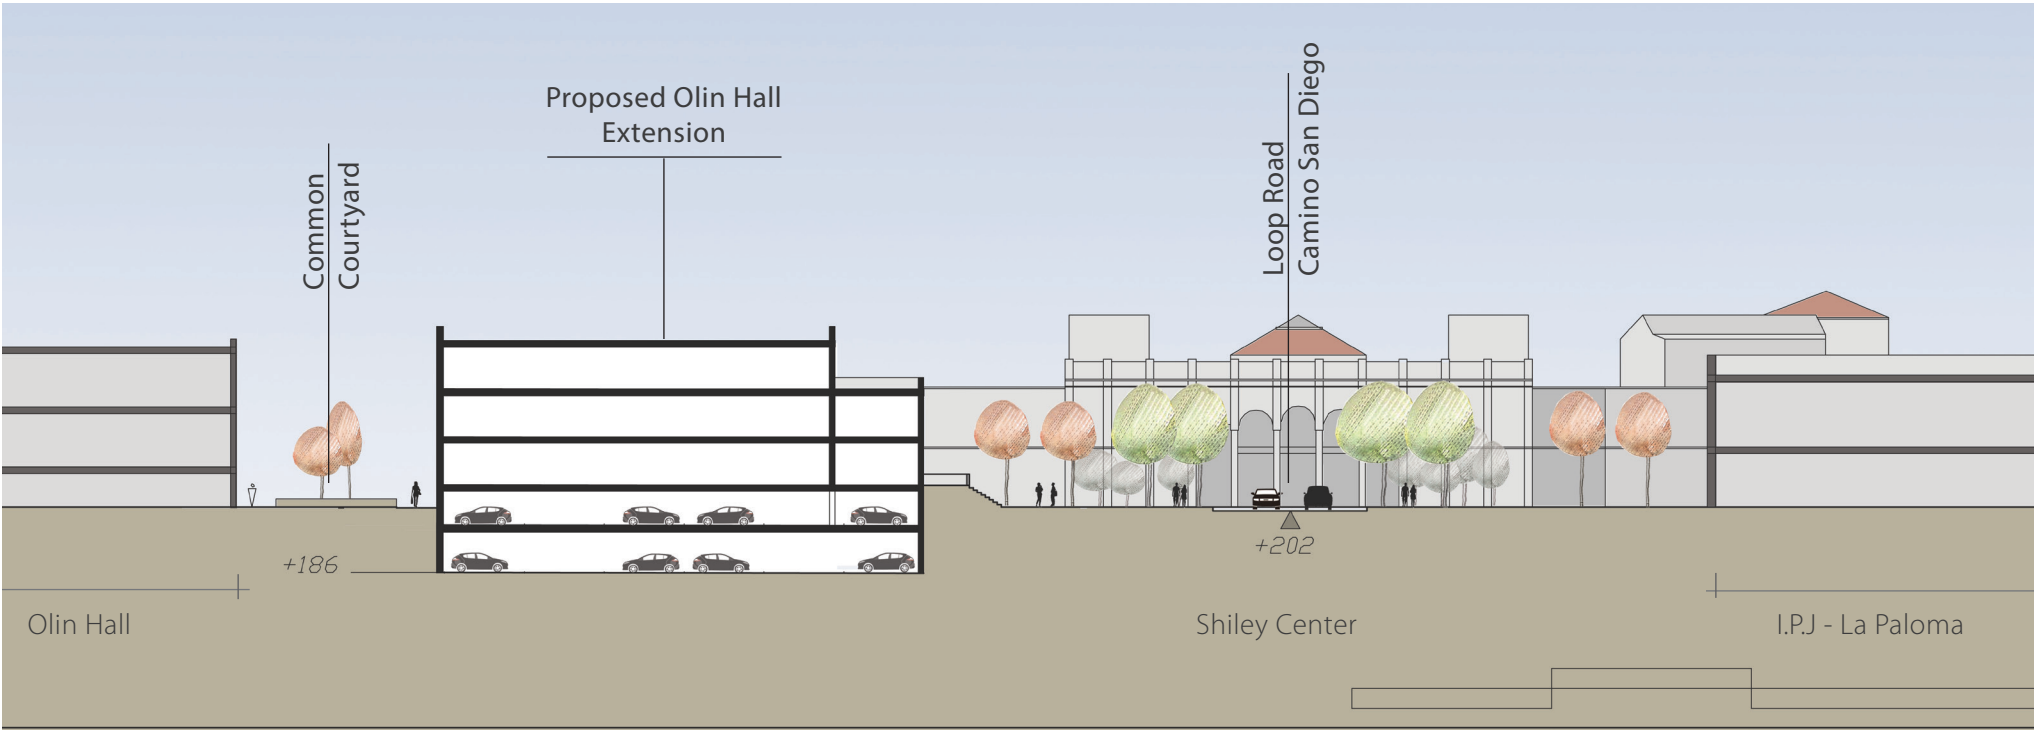 Proposed Olin Hall
Extension
Common
Courtyard
Loop Road
Camino San Diego
+186
+202
Olin Hall
Shiley Center
I.P.J - La Paloma